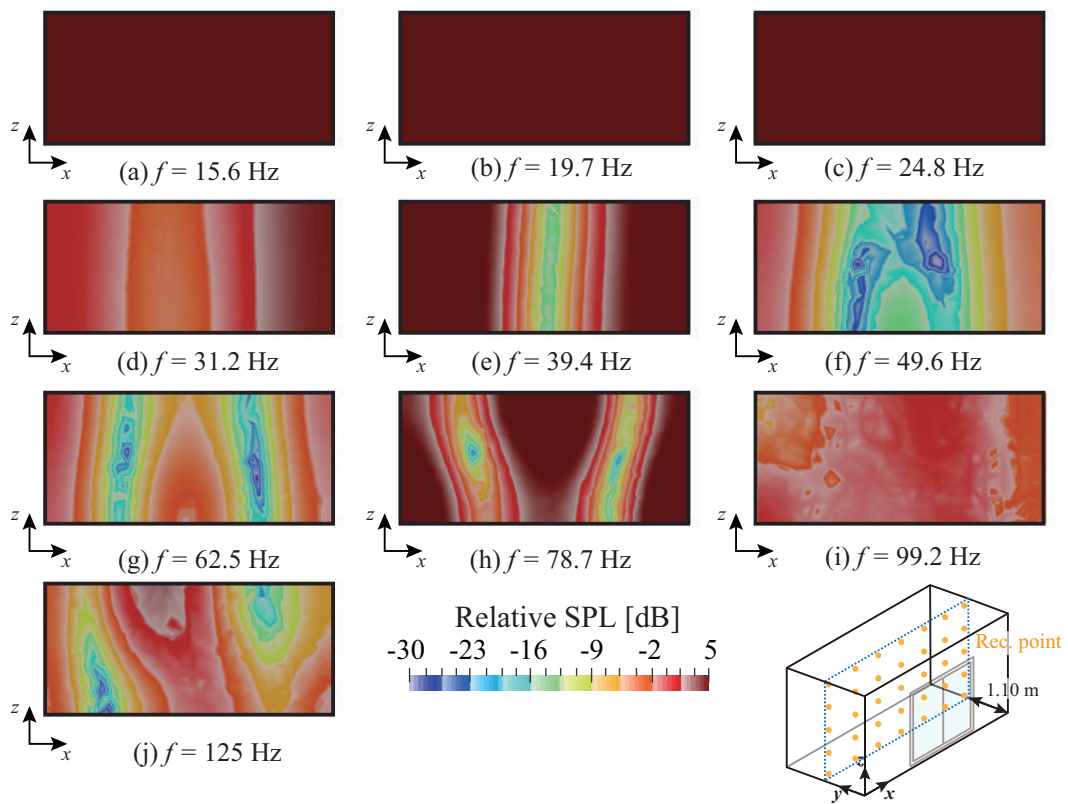 z
x
(a) f = 15.6 Hz
z
x
(b) f = 19.7 Hz
z
x
(c) f = 24.8 Hz
z
x
(d) f = 31.2 Hz
z
x
(e) f = 39.4 Hz
z
x
(f) f = 49.6 Hz
z
x
(g) f = 62.5 Hz
z
x
(h) f = 78.7 Hz
z
x
(i) f = 99.2 Hz
z
x
(j) f = 125 Hz
Relative SPL [dB]
-30 -23 -16 -9 -2 5
Rec. point
1.10 m
z
y
x